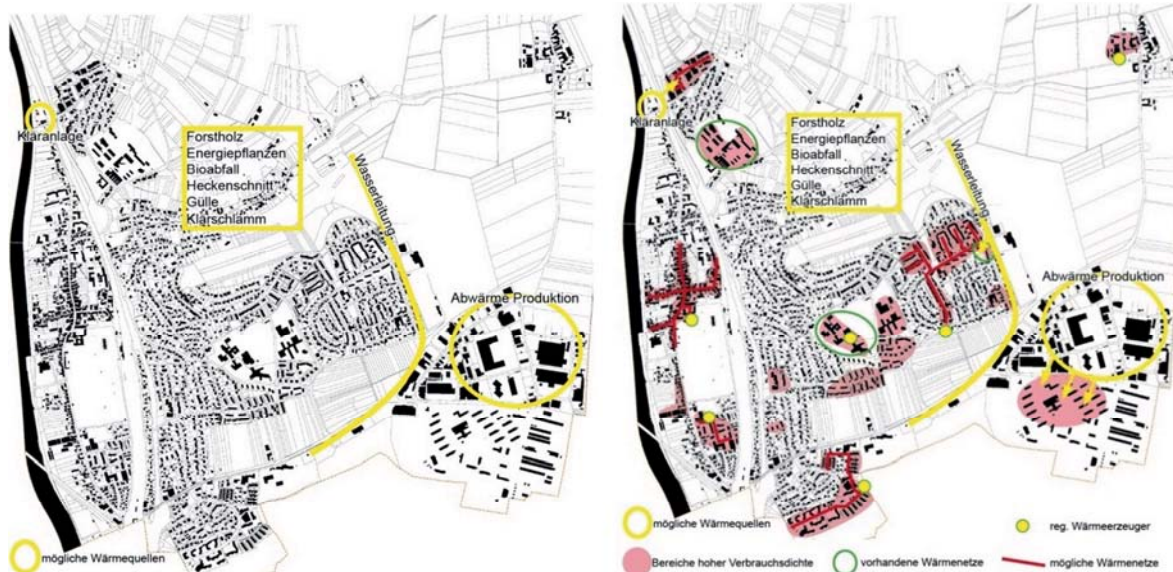 Kläranlage
Forstholz
Energiepflanzen
Bioabfall
Heckenschnitt
Gülle
Klärschlamm
Wasserleitung
Abwärme Produktion
mögliche Wärmequellen
Kläranlage
Forstholz
Energiepflanzen
Bioabfall
Heckenschnitt
Gülle
Klärschlamm
Wasserleitung
Abwärme Produktion
mögliche Wärmequellen
reg. Wärmeerzeuger
Bereiche hoher Verbrauchsdichte
vorhandene Wärmenetze
mögliche Wärmenetze